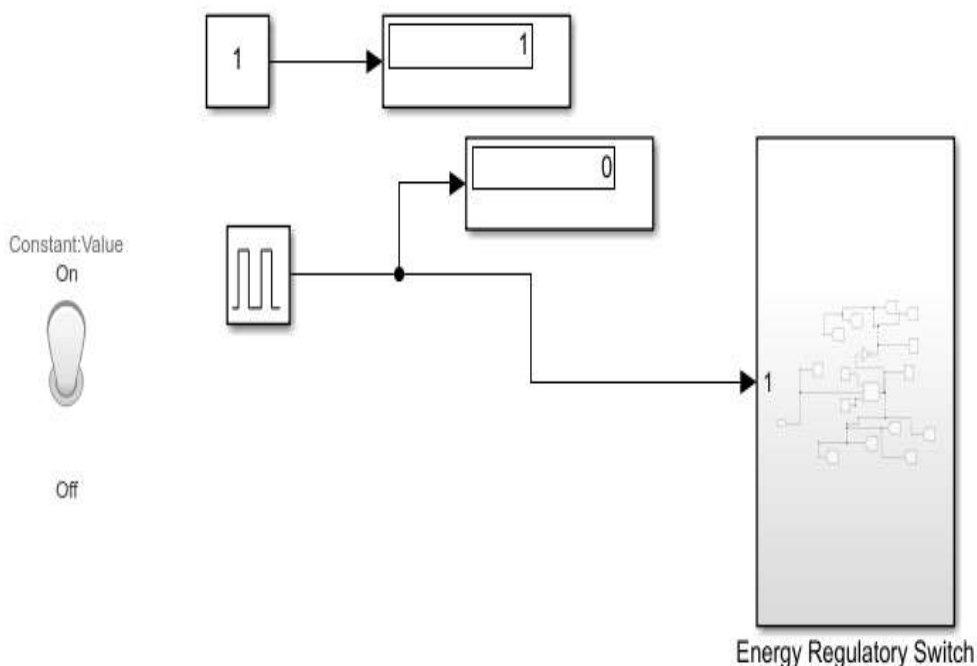 1
1
0
Constant:Value
On
1
Off
Energy Regulatory Switch